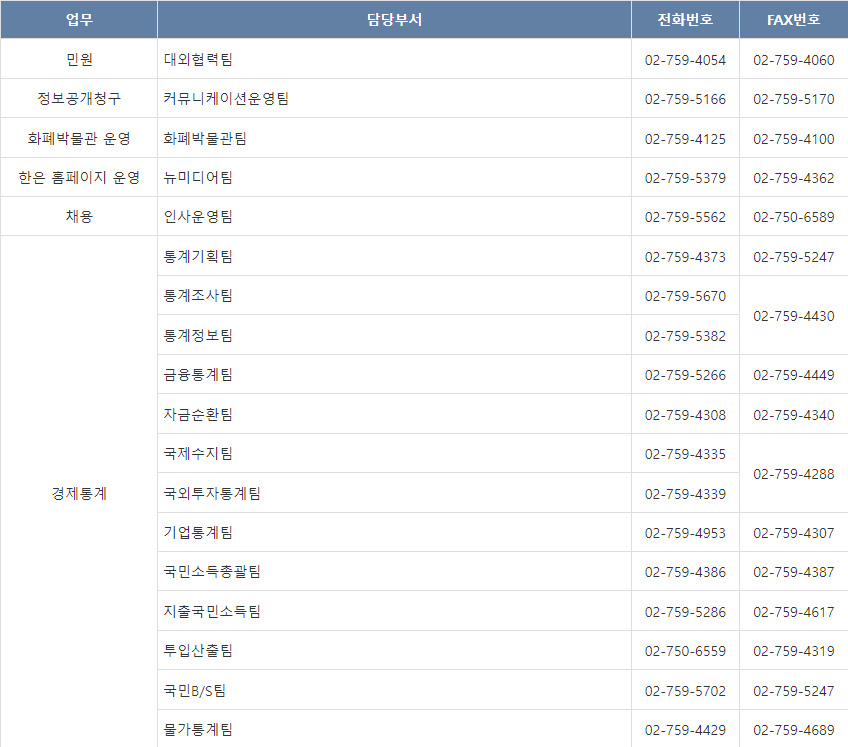 업무 담당부서 전화번호 FAX번호
민원 대외협력팀 02-759-4054 02-759-4060
정보공개청구 커뮤니케이션운영팀 02-759-5166 02-759-5170
화폐박물관 운영 화폐박물관팀 02-759-4125 02-759-4100
한은 홈페이지 운영 뉴미디어팀 02-759-5379 02-759-4362
채용 인사운영팀 02-759-5562 02-750-6589
경제통계 통계기획팀 02-759-4373 02-759-5247
통계조사팀 02-759-5670 02-759-4430
통계정보팀 02-759-5382
금융통계팀 02-759-5266 02-759-4449
자금순환팀 02-759-4308 02-759-4340
국제수지팀 02-759-4335 02-759-4288
국외투자통계팀 02-759-4339
기업통계팀 02-759-4953 02-759-4307
국민소득총괄팀 02-759-4386 02-759-4387
지출국민소득팀 02-759-5286 02-759-4617
투입산출팀 02-750-6559 02-759-4319
국민B/S팀 02-759-5702 02-759-5247
물가통계팀 02-759-4429 02-759-4689